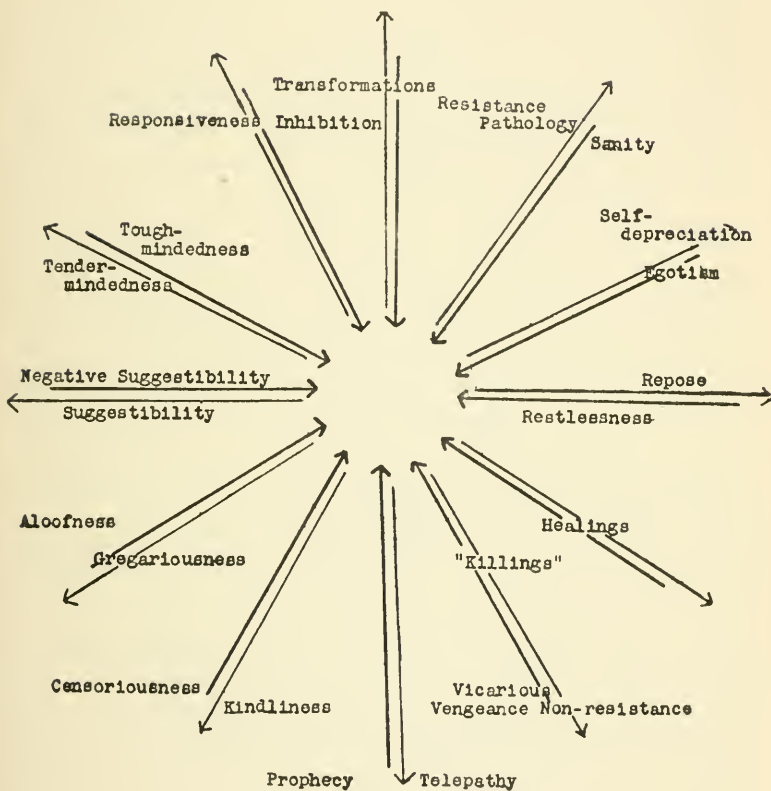 Transformations
Resistance
Pathology
Responsiveness Inhibition
Sanity
Self-
depreciation
Egotism
Tough-
mindedness
Tender-
mindedness
Negative Suggestibility
Suggestibility
Repose
Restlessness
Aloofness
Gregariousness
Healings
"Killings"
Censoriousness
Kindliness
Vicarious
Vengeance Non-resistance
Prophecy Telepathy